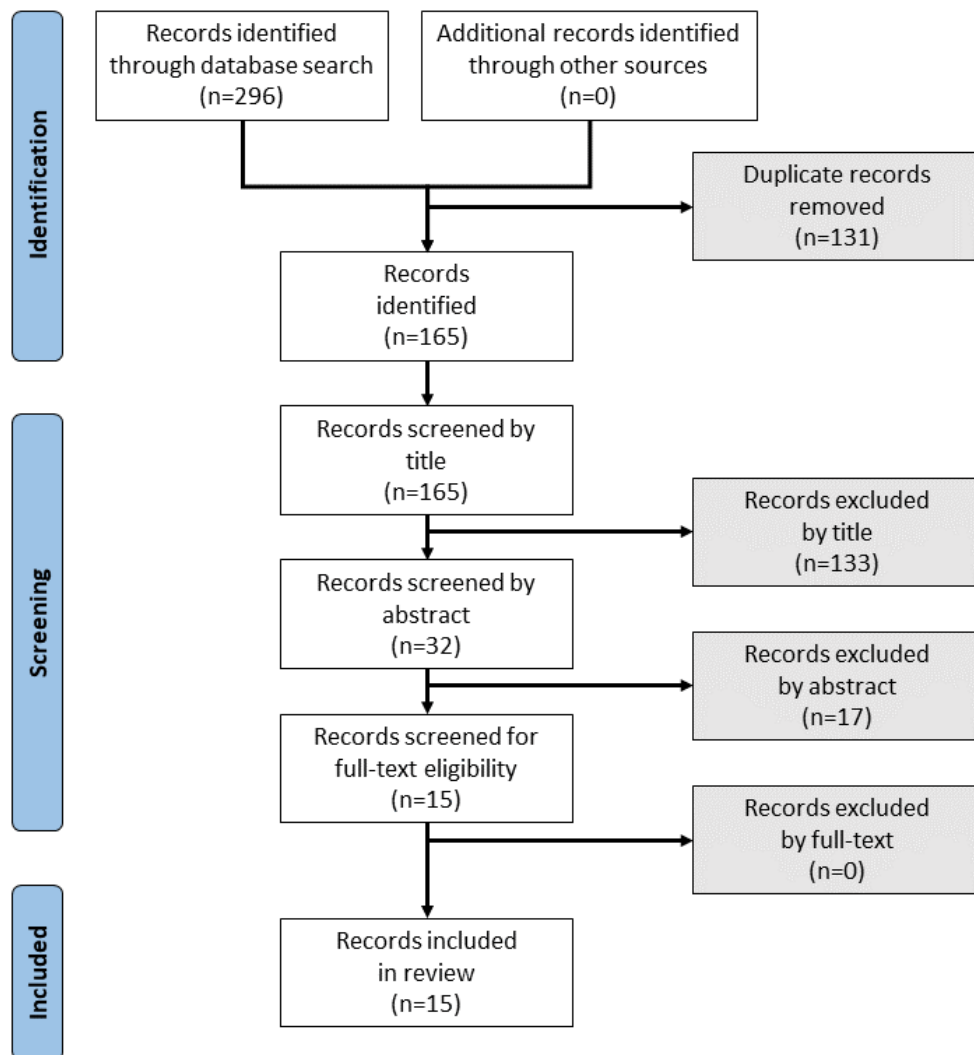 Identification
Records identified
through database search
(n=296)
Additional records identified
through other sources
(n=0)
Duplicate records
removed
(n=131)
Records
identified
(n=165)
Screening
Records screened by
title
(n=165)
Records excluded
by title
(n=133)
Records screened by
abstract
(n=32)
Records excluded
by abstract
(n=17)
Records screened for
full-text eligibility
(n=15)
Records excluded
by full-text
(n=0)
Included
Records included
in review
(n=15)